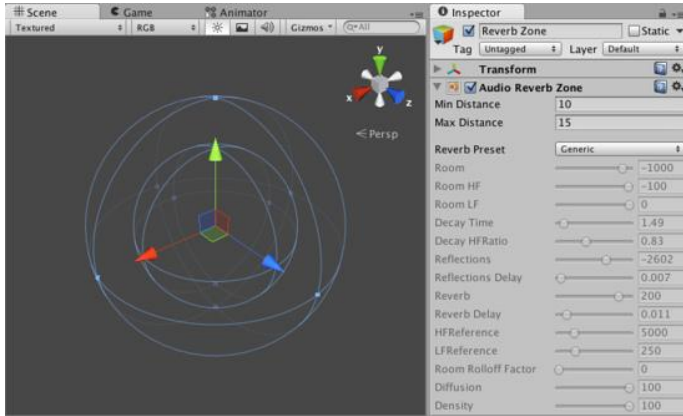 Scene
Game
Animator
Textured
RGB
Gizmos
All
y
x
z
Persp
Inspector
Reverb Zone
Static
Tag Untagged Layer Default
Transform
Audio Reverb Zone
Min Distance 10
Max Distance 15
Reverb Preset Generic
Room -1000
Room HF -100
Room LF 0
Decay Time 1.49
Decay HFRatio 0.83
Reflections -2602
Reflections Delay 0.007
Reverb 200
Reverb Delay 0.011
HFReference 5000
LFReference 250
Room Rolloff Factor 0
Diffusion 100
Density 100